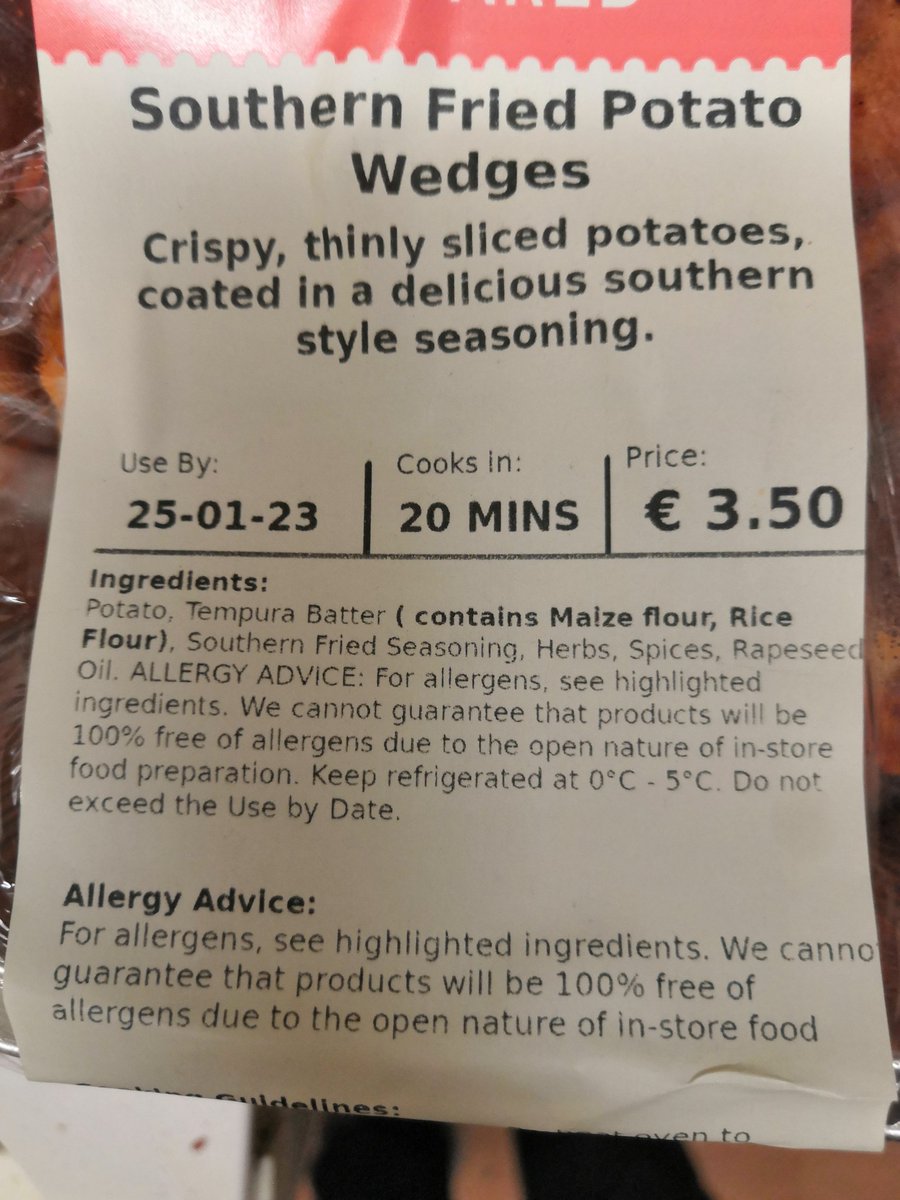 Southern Fried Potato
Wedges
Crispy, thinly sliced potatoes,
coated in a delicious southern
style seasoning.
Use By: Cooks in: Price:
25-01-23 20 MINS € 3.50
Ingredients:
Potato, Tempura Batter ( contains Maize flour, Rice
Flour), Southern Fried Seasoning, Herbs, Spices, Rapeseed
Oil. ALLERGY ADVICE: For allergens, see highlighted
ingredients. We cannot guarantee that products will be
100% free of allergens due to the open nature of in-store
food preparation. Keep refrigerated at 0°C - 5°C. Do not
exceed the Use by Date.
Allergy Advice:
For allergens, see highlighted ingredients. We canno
guarantee that products will be 100% free of
allergens due to the open nature of in-store food
Guidelines:
oven to